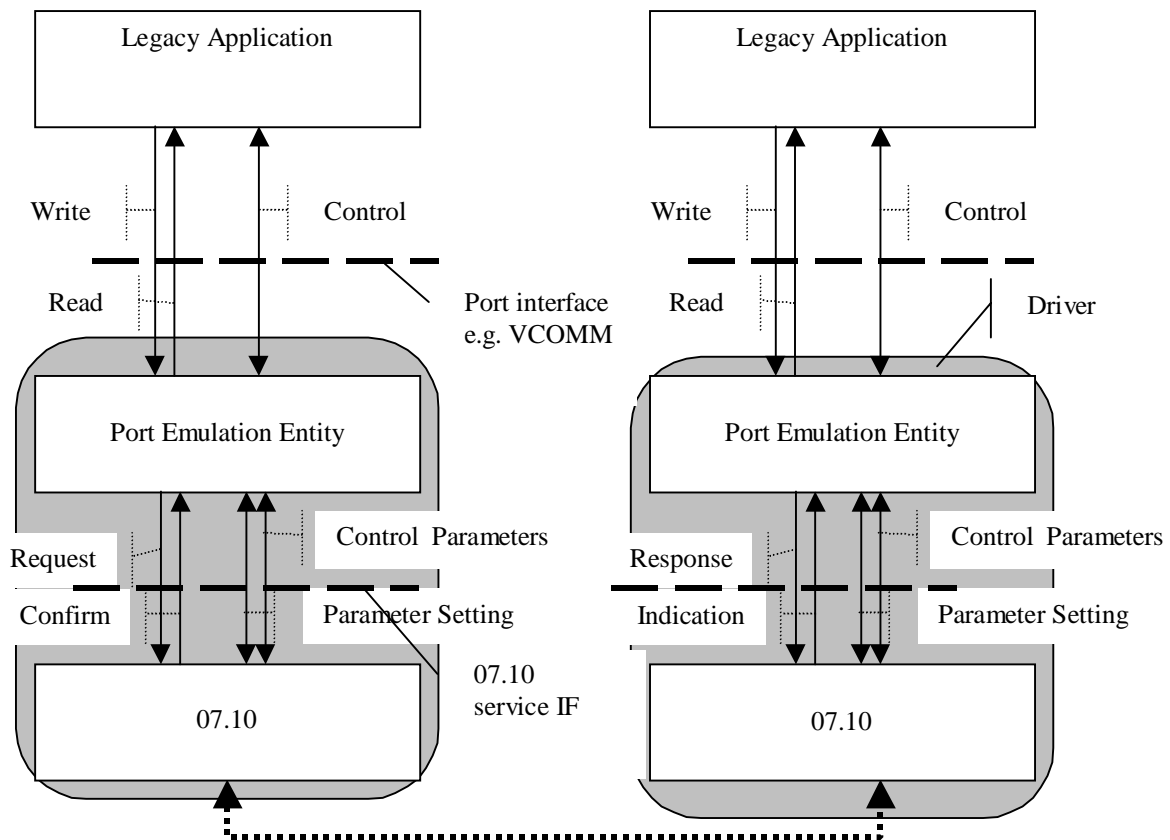 Legacy Application
Legacy Application
Write
Control
Write
Control
Read
Port interface
e.g. VCOMM
Read
Driver
Port Emulation Entity
Port Emulation Entity
Request
Control Parameters
Response
Control Parameters
Confirm
Parameter Setting
Indication
Parameter Setting
07.10
service IF
07.10
07.10